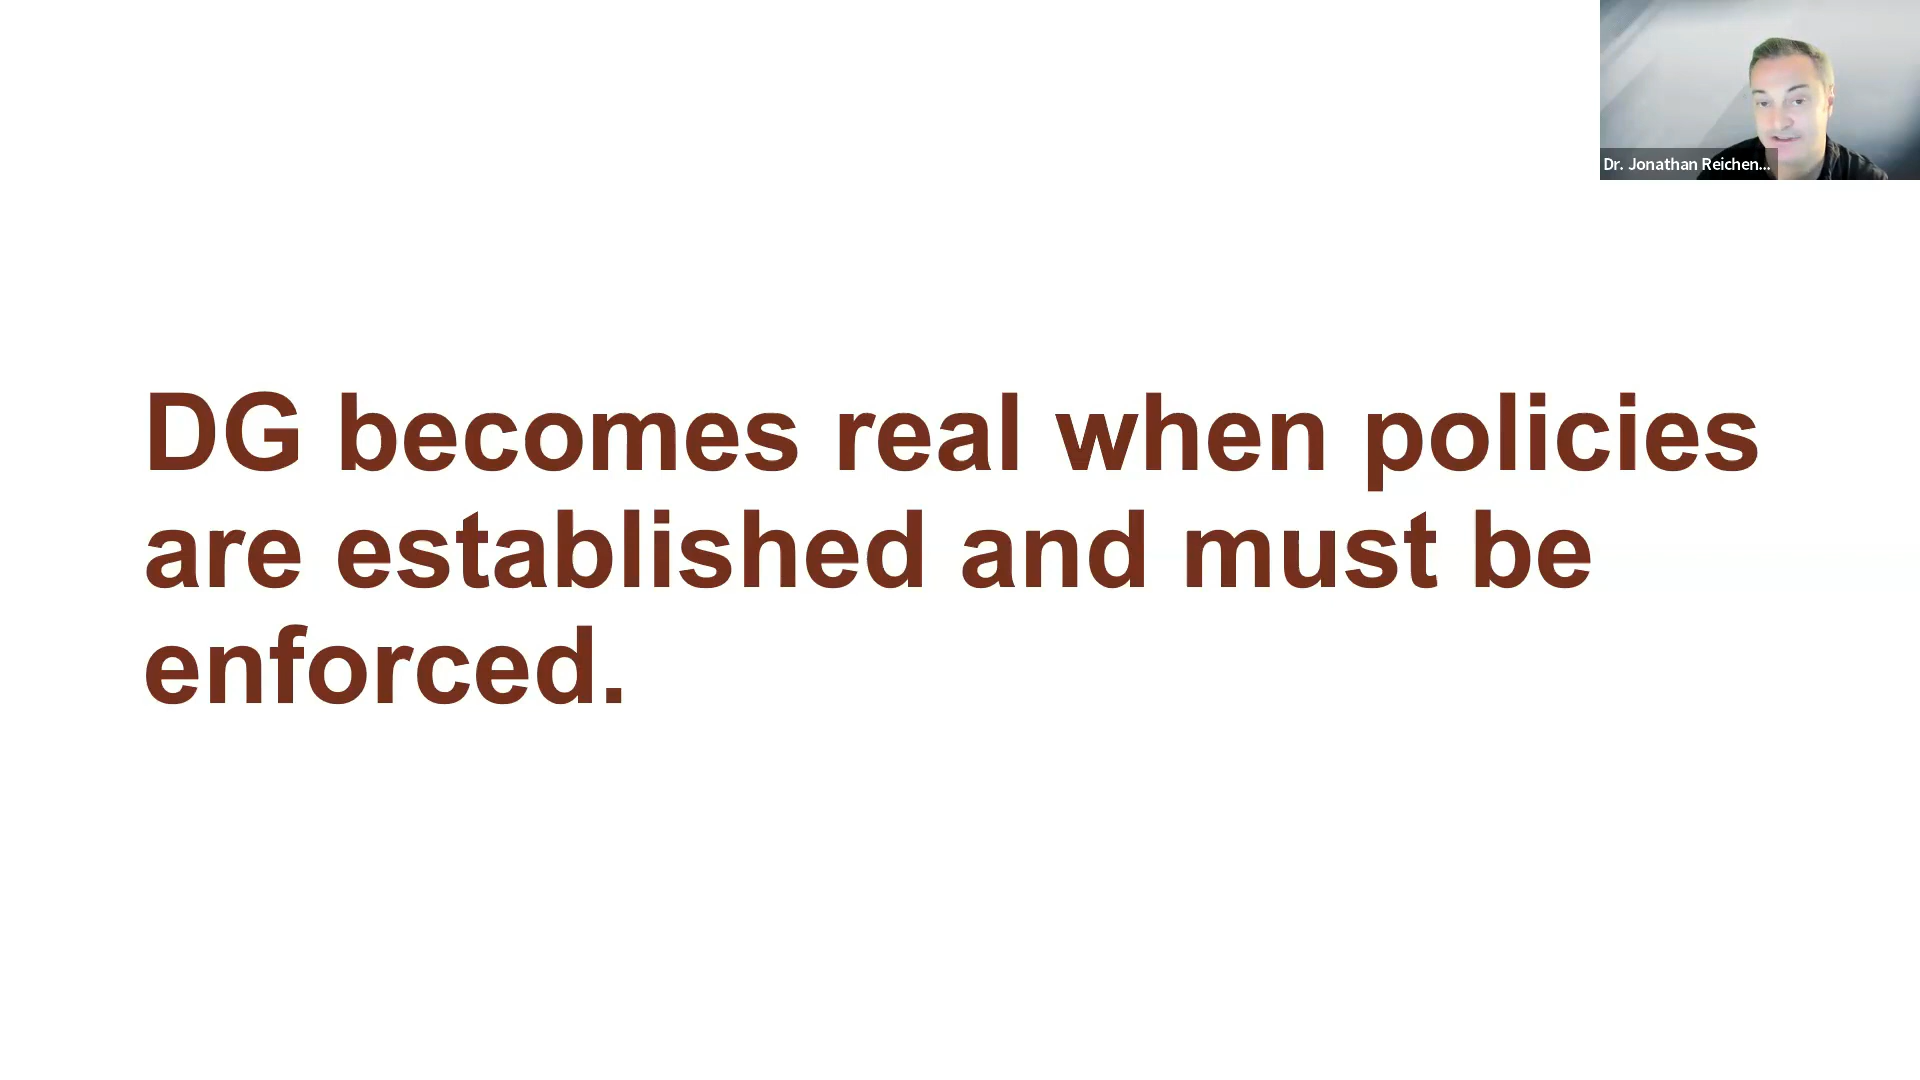 Dr. Jonathan Reichen...
DG becomes real when policies
are established and must be
enforced.